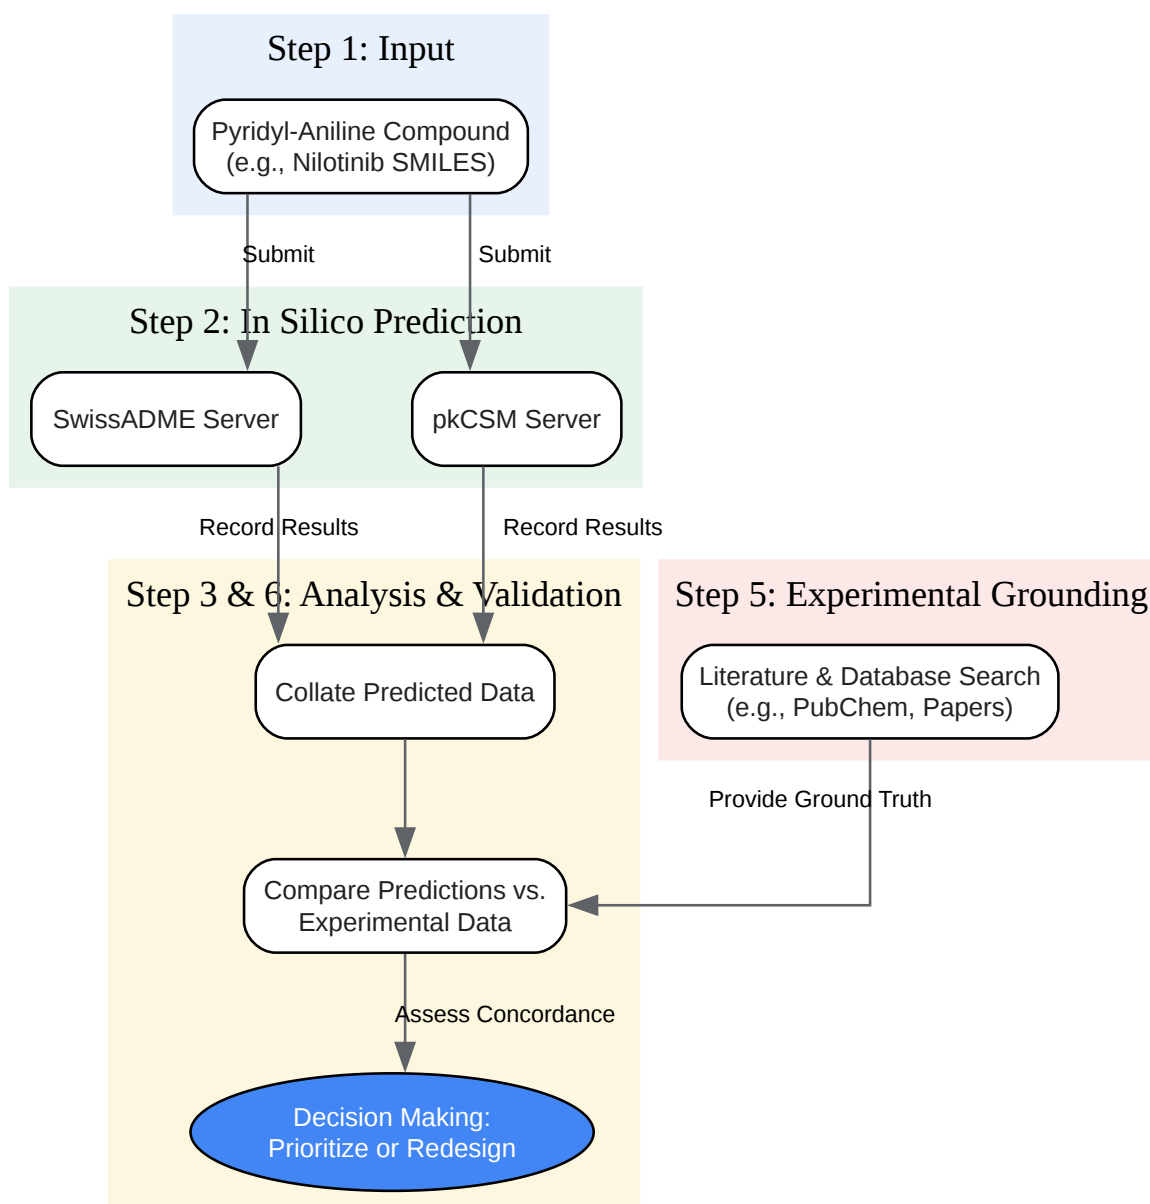 Step 1: Input
Pyridyl-Aniline Compound
(e.g., Nilotinib SMILES)
Submit
Submit
Step 2: In Silico Prediction
SwissADME Server
pkCSM Server
Record Results
Record Results
Step 3 & 6: Analysis & Validation
Step 5: Experimental Grounding
Collate Predicted Data
Literature & Database Search
(e.g., PubChem, Papers)
Provide Ground Truth
Compare Predictions vs.
Experimental Data
Assess Concordance
Decision Making:
Prioritize or Redesign